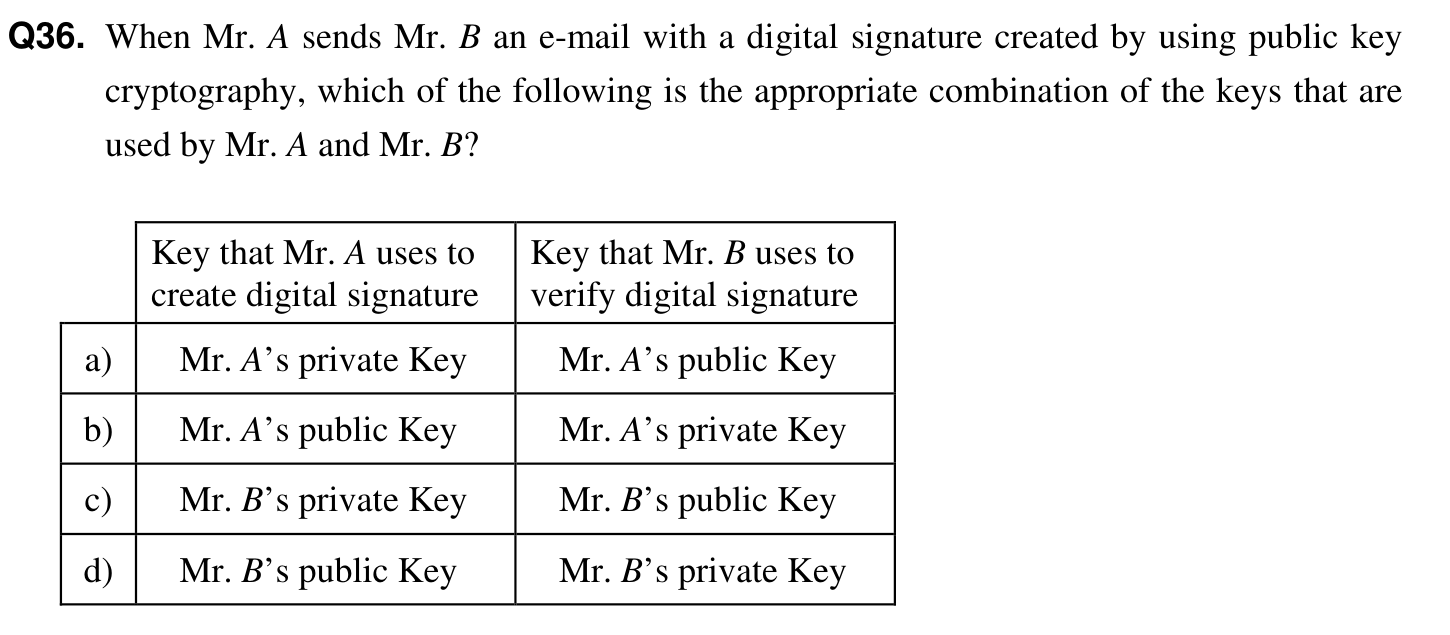 Q36. When Mr. A sends Mr. B an e-mail with a digital signature created by using public key
cryptography, which of the following is the appropriate combination of the keys that are
used by Mr. A and Mr. B?
Key that Mr. A uses to create digital signature Key that Mr. B uses to verify digital signature
a) Mr. A’s private Key Mr. A’s public Key
b) Mr. A’s public Key Mr. A’s private Key
c) Mr. B’s private Key Mr. B’s public Key
d) Mr. B’s public Key Mr. B’s private Key